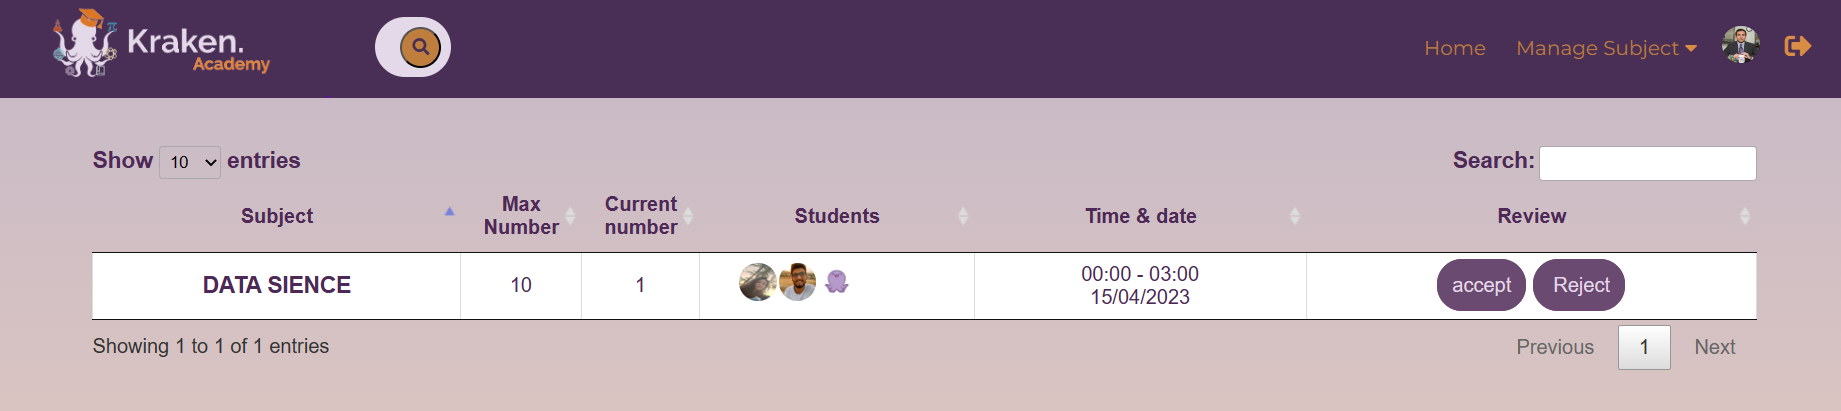 Kraken.
Academy
Home
Manage Subject
Show 10 entries
Search:
Subject
Max
Number
Current
number
Students
Time & date
Review
DATA SIENCE
10
1
00:00 - 03:00
15/04/2023
accept
Reject
Showing 1 to 1 of 1 entries
Previous
1
Next